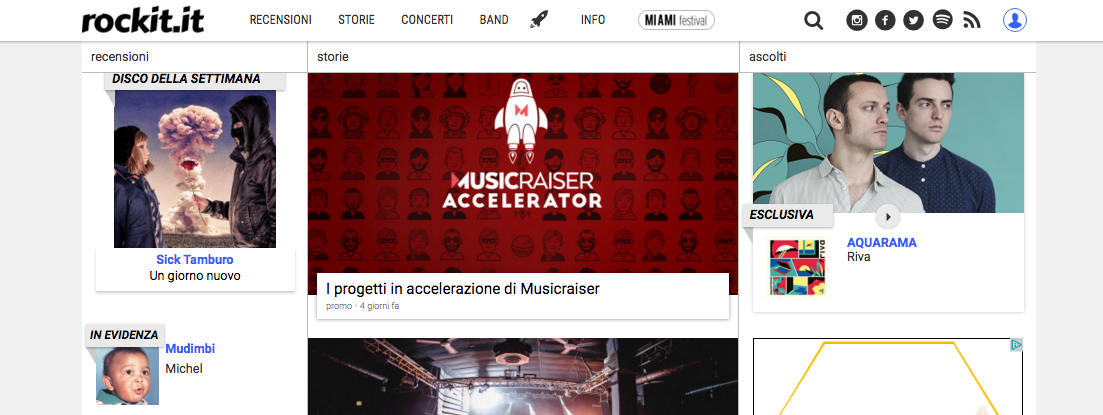 rockit.it
RECENSIONI STORIE CONCERTI BAND INFO MIAMI festival
recensioni
DISCO DELLA SETTIMANA
Sick Tamburo
Un giorno nuovo
IN EVIDENZA
Mudimbi
Michel
storie
MUSICRAISER
ACCELERATOR
I progetti in accelerazione di Musicraiser
promo · 4 giorni fa
ascolti
ESCLUSIVA
AQUARAMA
Riva
RIVA